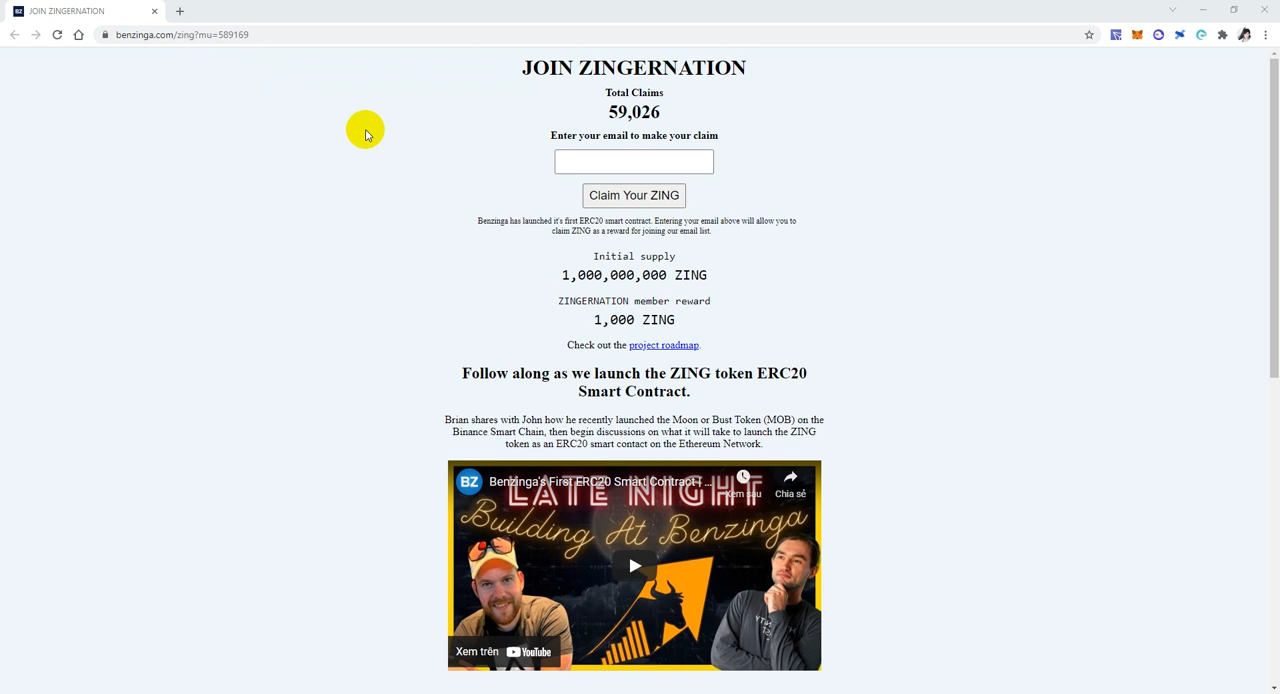 BZ JOIN ZINGERNATION
benzinga.com/zing?mu=589169
JOIN ZINGERNATION
Total Claims
59,026
Enter your email to make your claim
Claim Your ZING
Benzinga has launched it's first ERC20 smart contract. Entering your email above will allow you to
claim ZING as a reward for joining our email list.
Initial supply
1,000,000,000 ZING
ZINGERNATION member reward
1,000 ZING
Check out the project roadmap.
Follow along as we launch the ZING token ERC20
Smart Contract.
Brian shares with John how he recently launched the Moon or Bust Token (MOB) on the
Binance Smart Chain, then begin discussions on what it will take to launch the ZING
token as an ERC20 smart contact on the Ethereum Network.
BZ Benzinga's First ERC20 Smart Contract | ...
Xem sau Chia sẻ
LATE NIGHT
Building At Benzinga
Xem trên YouTube